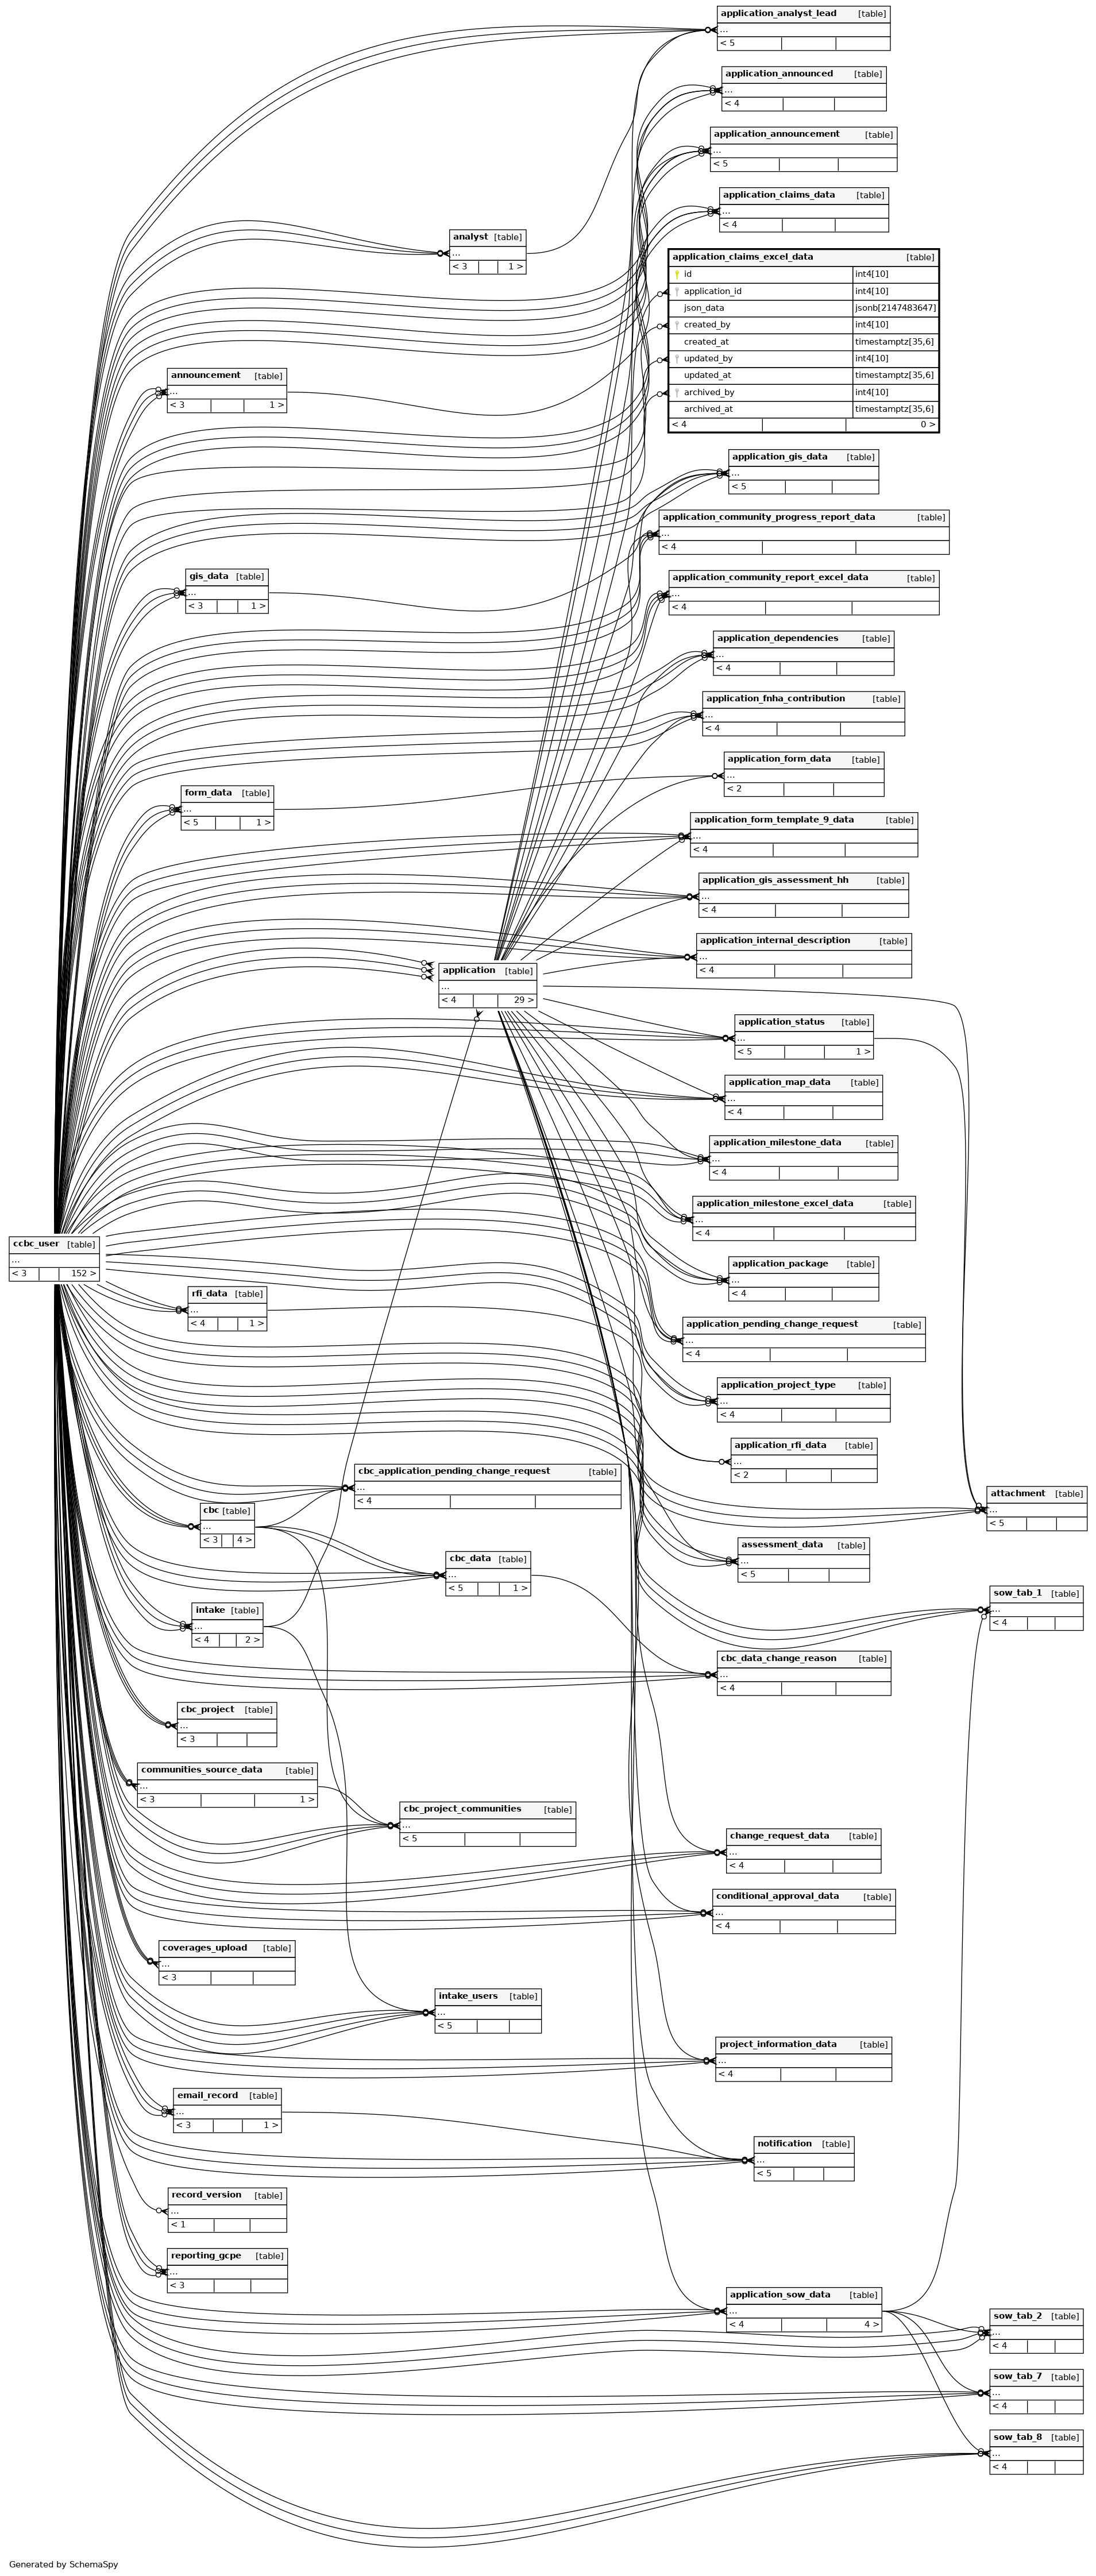 application_analyst_lead [table]
...
< 5
application_announced [table]
...
< 4
application_announcement [table]
...
< 5
application_claims_data [table]
...
< 4
analyst [table]
...
< 3 1 >
application_claims_excel_data [table]
id int4[10]
application_id int4[10]
json_data jsonb[2147483647]
created_by int4[10]
created_at timestamptz[35,6]
updated_by int4[10]
updated_at timestamptz[35,6]
archived_by int4[10]
archived_at timestamptz[35,6]
< 4 0 >
announcement [table]
...
< 3 1 >
application_gis_data [table]
...
< 5
application_community_progress_report_data [table]
...
< 4
gis_data [table]
...
< 3 1 >
application_community_report_excel_data [table]
...
< 4
application_dependencies [table]
...
< 4
application_fnha_contribution [table]
...
< 4
application_form_data [table]
...
< 2
form_data [table]
...
< 5 1 >
application_form_template_9_data [table]
...
< 4
application_gis_assessment_hh [table]
...
< 4
application_internal_description [table]
...
< 4
application [table]
...
< 4 29 >
application_status [table]
...
< 5 1 >
application_map_data [table]
...
< 4
application_milestone_data [table]
...
< 4
application_milestone_excel_data [table]
...
< 4
ccbc_user [table]
...
< 3 152 >
application_package [table]
...
< 4
rfi_data [table]
...
< 4 1 >
application_pending_change_request [table]
...
< 4
application_project_type [table]
...
< 4
application_rfi_data [table]
...
< 2
cbc_application_pending_change_request [table]
...
< 4
attachment [table]
...
< 5
cbc [table]
...
< 3 4 >
assessment_data [table]
...
< 5
cbc_data [table]
...
< 5 1 >
sow_tab_1 [table]
...
< 4
intake [table]
...
< 4 2 >
cbc_data_change_reason [table]
...
< 4
cbc_project [table]
...
< 3
communities_source_data [table]
...
< 3 1 >
cbc_project_communities [table]
...
< 5
change_request_data [table]
...
< 4
conditional_approval_data [table]
...
< 4
coverages_upload [table]
...
< 3
intake_users [table]
...
< 5
project_information_data [table]
...
< 4
email_record [table]
...
< 3 1 >
notification [table]
...
< 5
record_version [table]
...
< 1
reporting_gcpe [table]
...
< 3
application_sow_data [table]
...
< 4 4 >
sow_tab_2 [table]
...
< 4
sow_tab_7 [table]
...
< 4
sow_tab_8 [table]
...
< 4
Generated by SchemaSpy